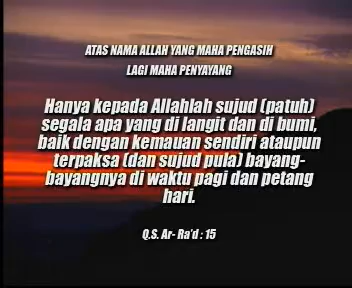 ATAS NAMA ALLAH YANG MAHA PENGASIH
LAGI MAHA PENYAYANG
Hanya kepada Allahlah sujud (patuh)
segala apa yang di langit dan di bumi,
baik dengan kemauan sendiri ataupun
terpaksa (dan sujud pula) bayang-
bayangnya di waktu pagi dan petang
hari.
Q.S. Ar- Ra'd : 15